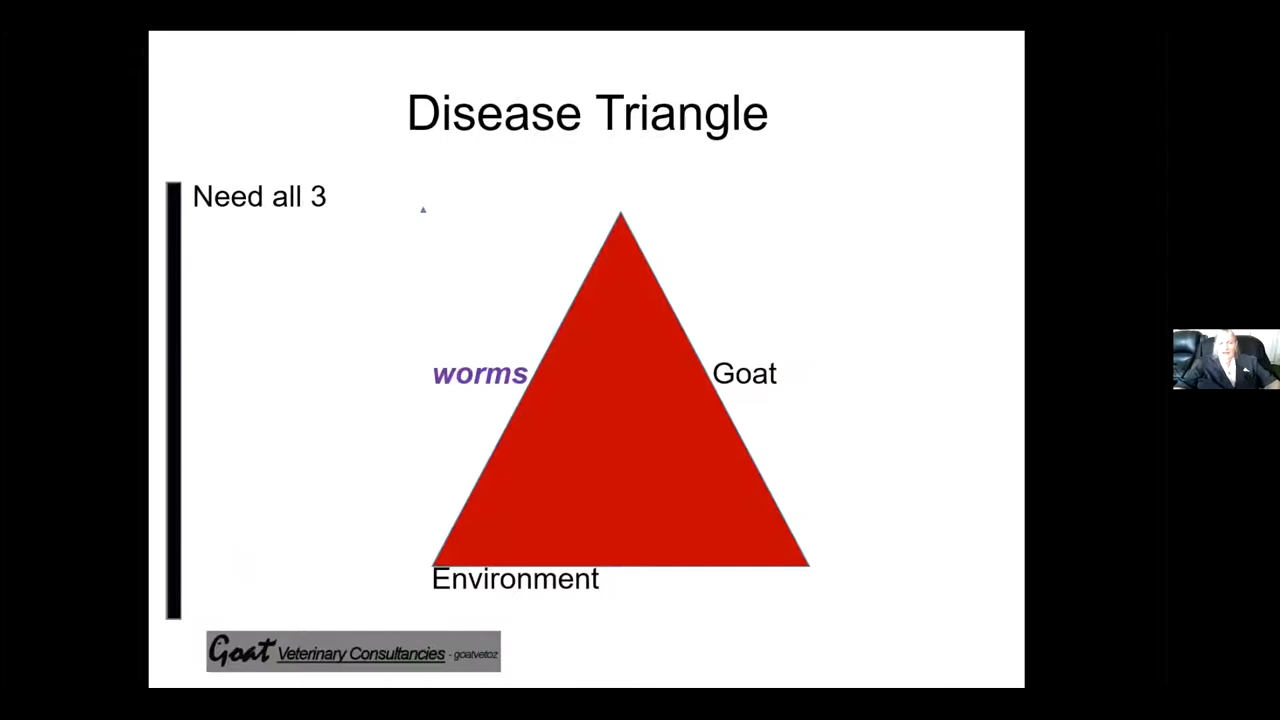 Disease Triangle
Need all 3
worms
Goat
Environment
Goat Veterinary Consultancies - goatvetoz